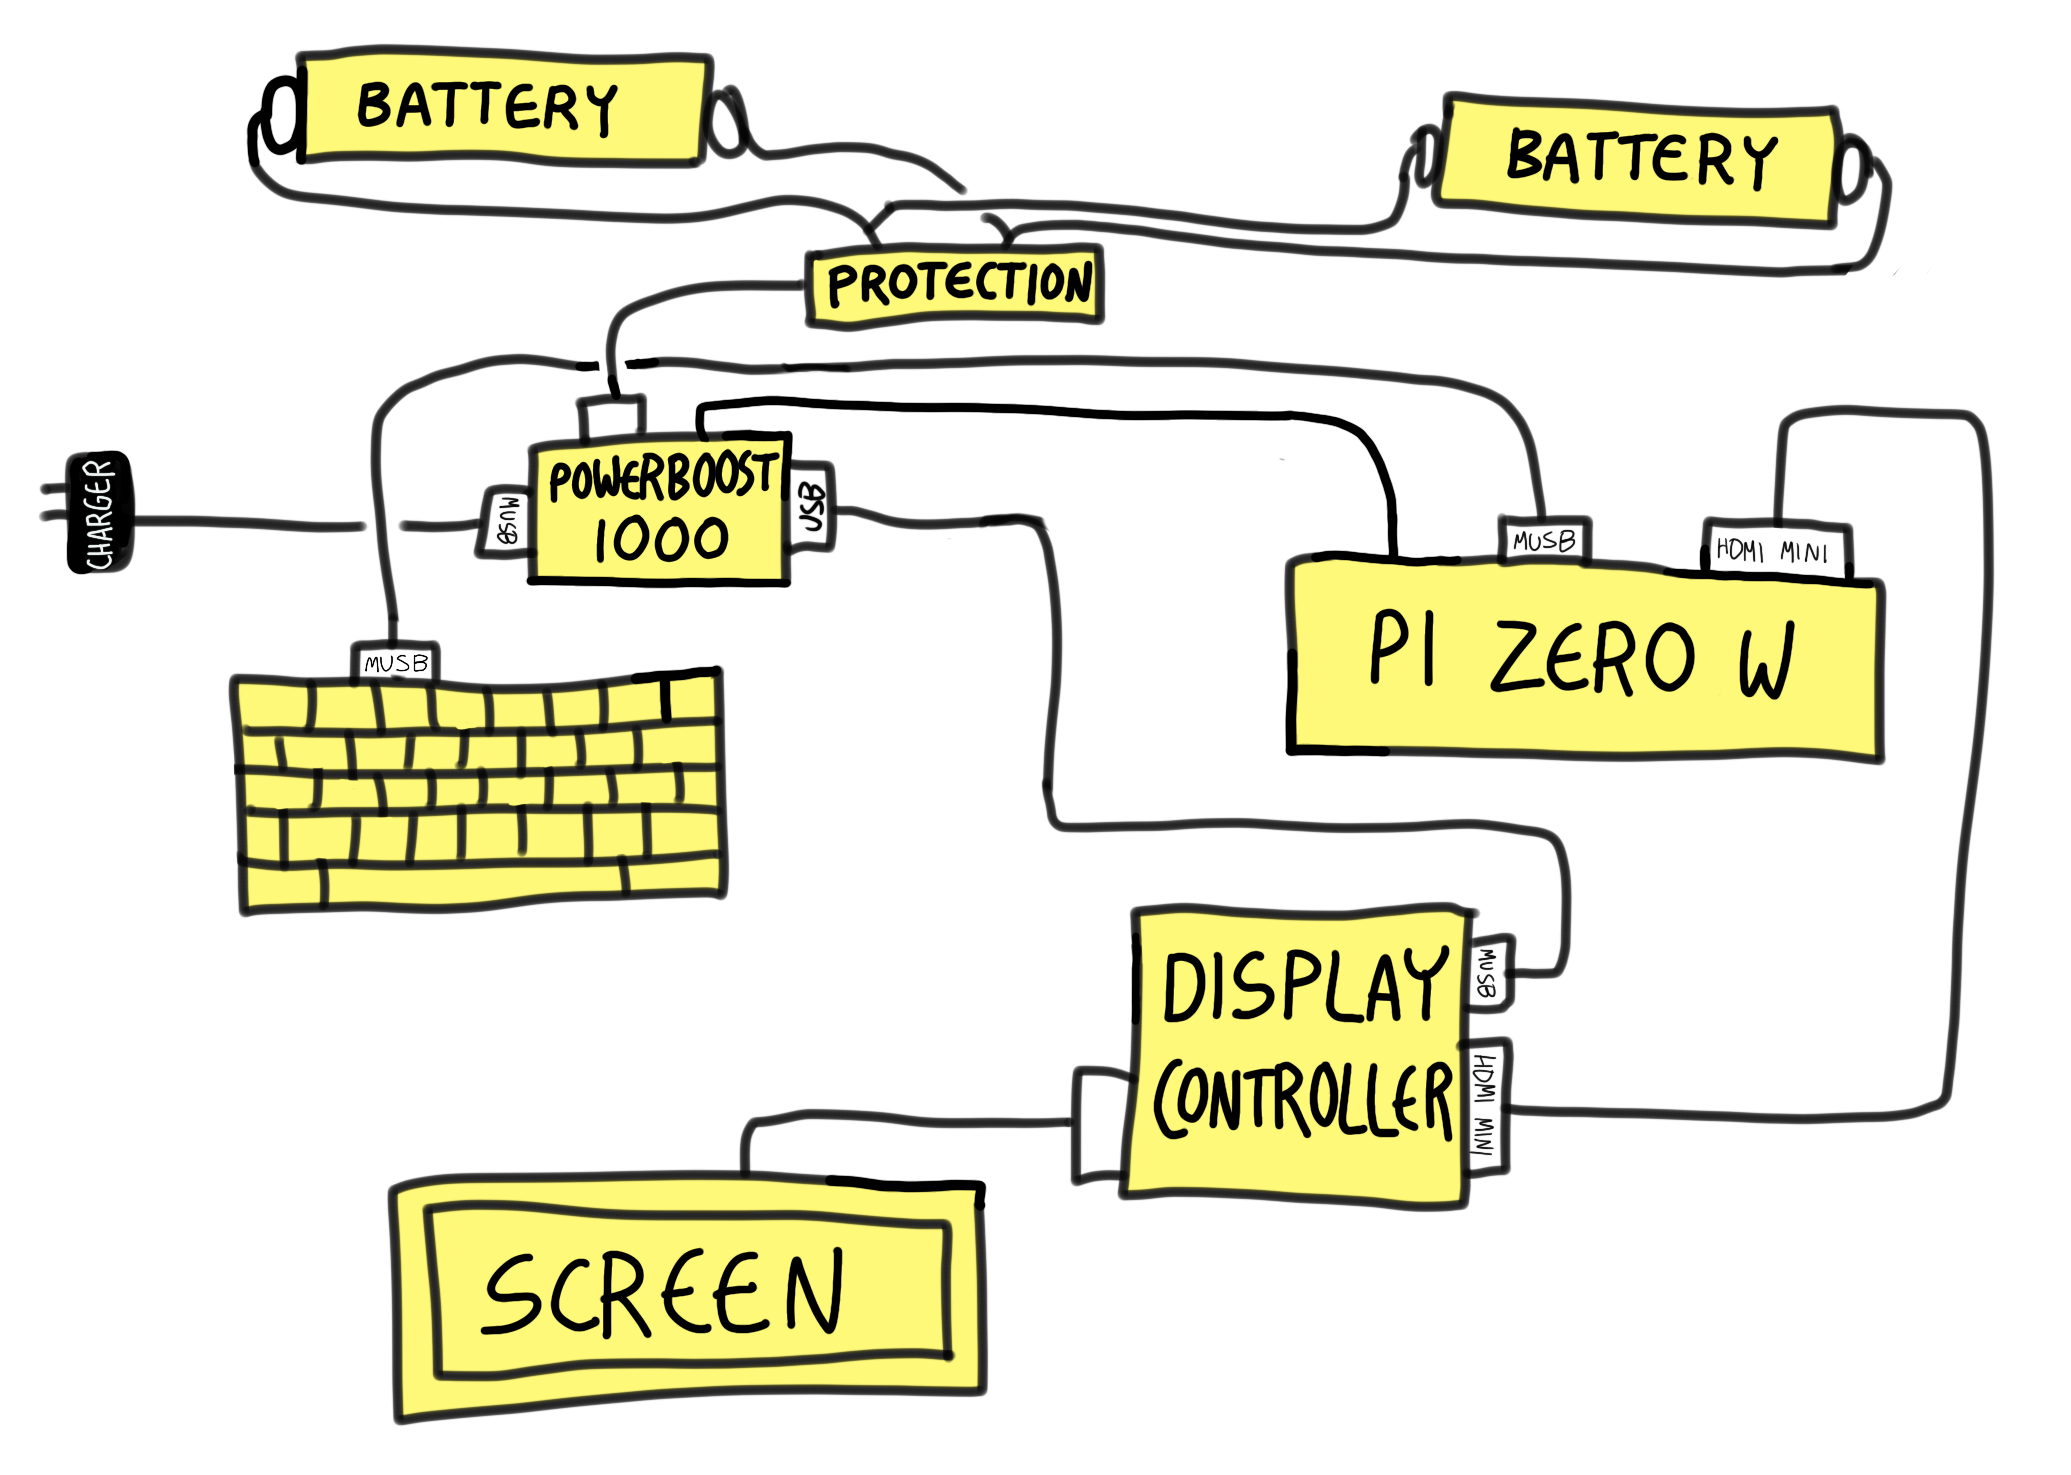 BATTERY
BATTERY
PROTECTION
CHARGER
MUSB
POWERBOOST
1000
USB
MUSB
HDMI MINI
PI ZERO W
MUSB
DISPLAY
CONTROLLER
MUSB
HDMI MINI
SCREEN